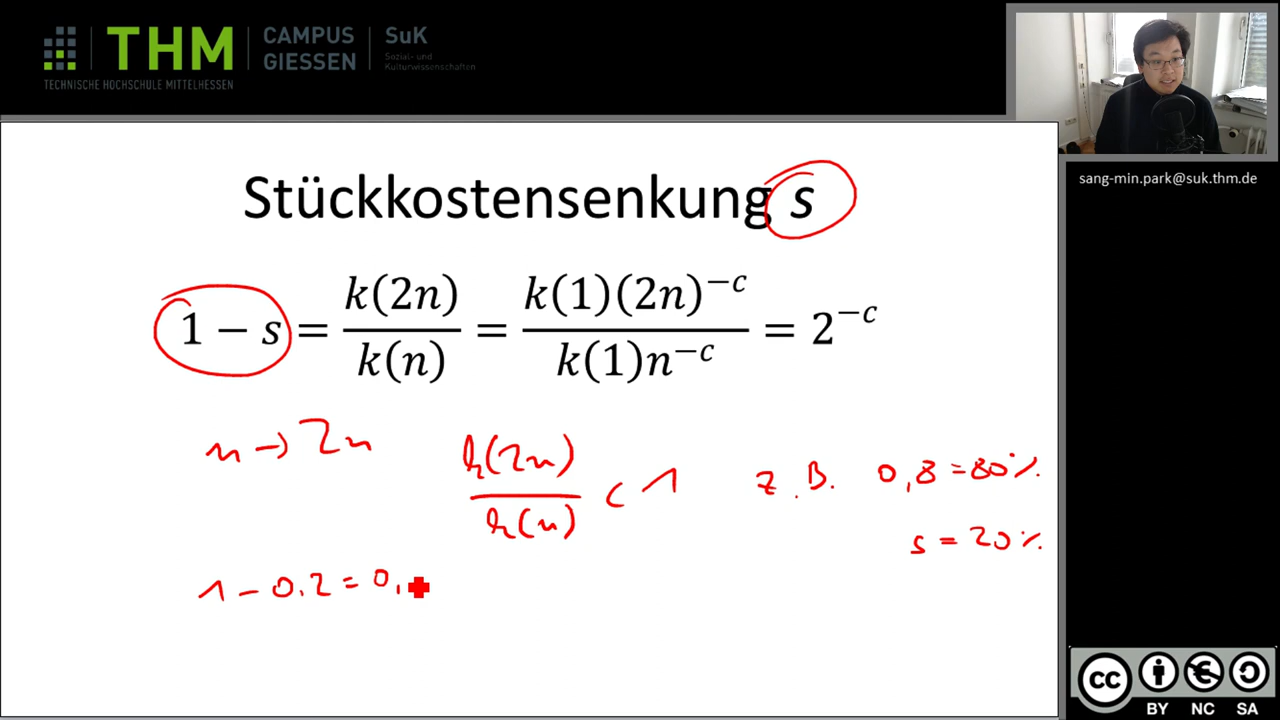 THM
TECHNISCHE HOCHSCHULE MITTELHESSEN
CAMPUS
GIESSEN
SuK
Sozial- und
Kulturwissenschaften
sang-min.park@suk.thm.de
Stückkostensenkung s
1 − s = k(2n)/k(n) = k(1)(2n)^−c/k(1)n^−c = 2^−c
n → 2n
k(2n)/k(n) < 1
z.B. 0,8 = 80%
s = 20%
1 − 0,2 = 0,
cc
BY NC SA